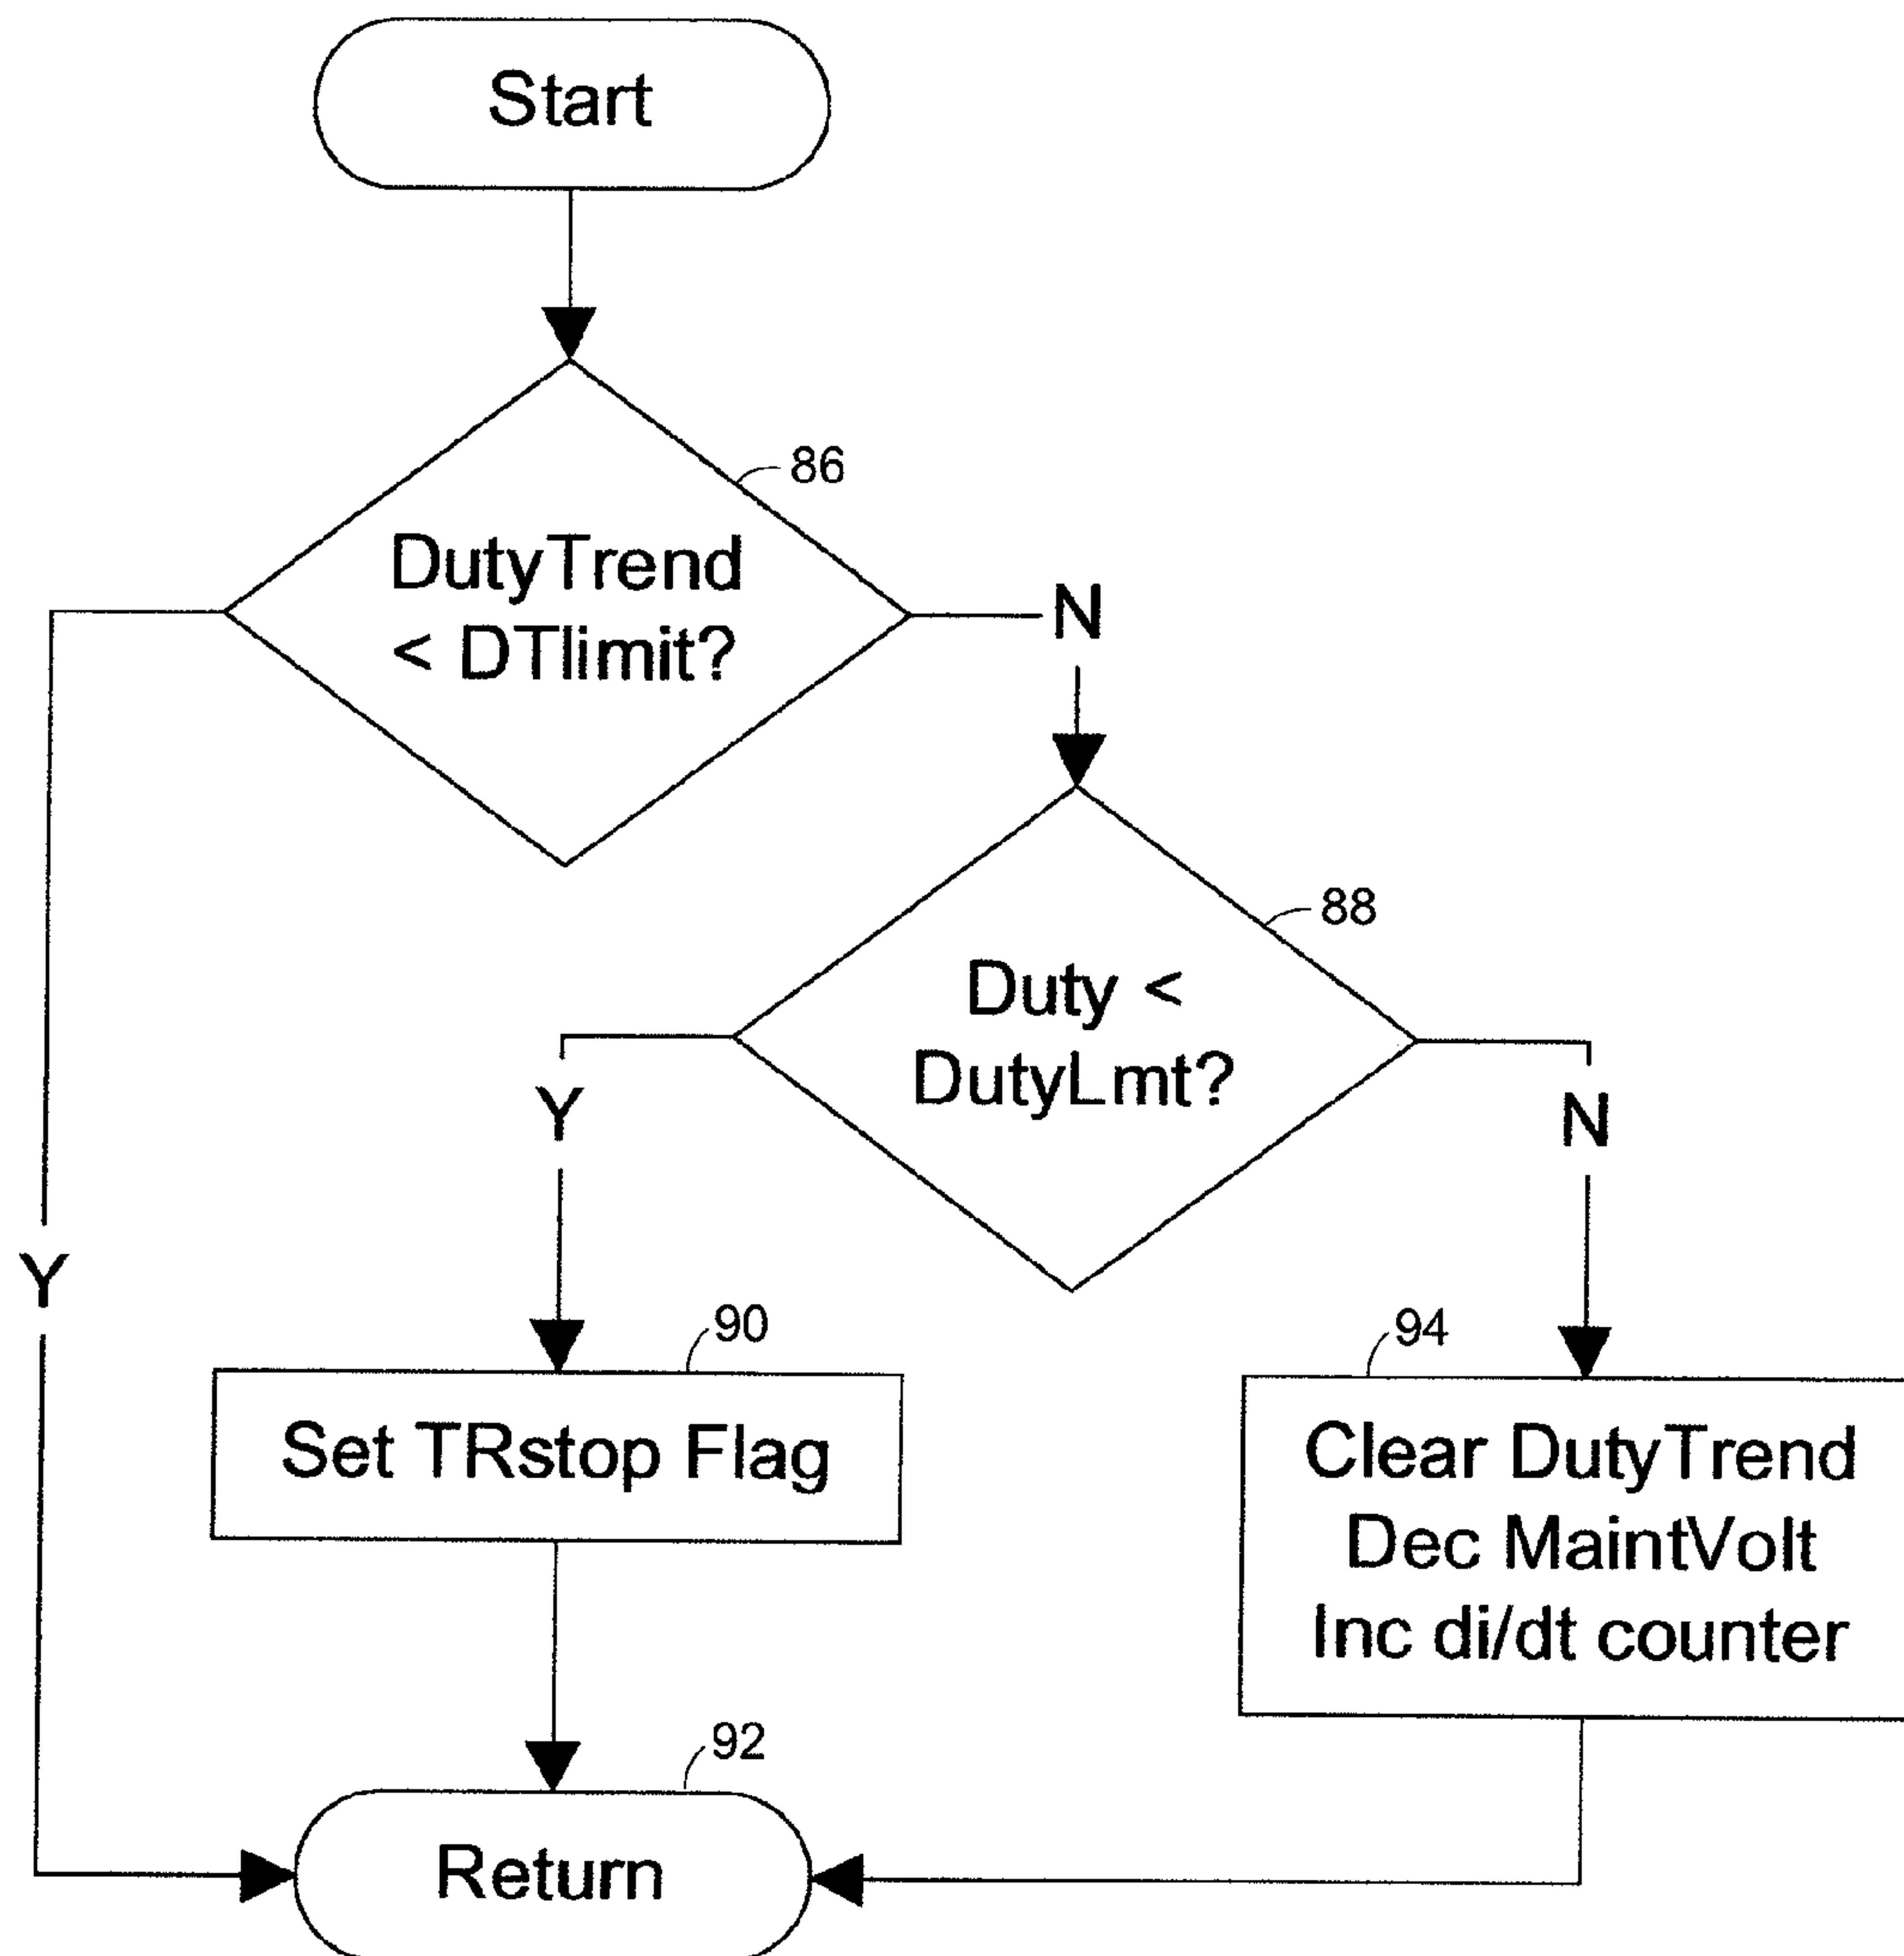 Start
86
DutyTrend
< DTlimit?
N
88
Duty <
DutyLmt?
Y
N
Y
90
Set TRstop Flag
94
Clear DutyTrend
Dec MaintVolt
Inc di/dt counter
92
Return